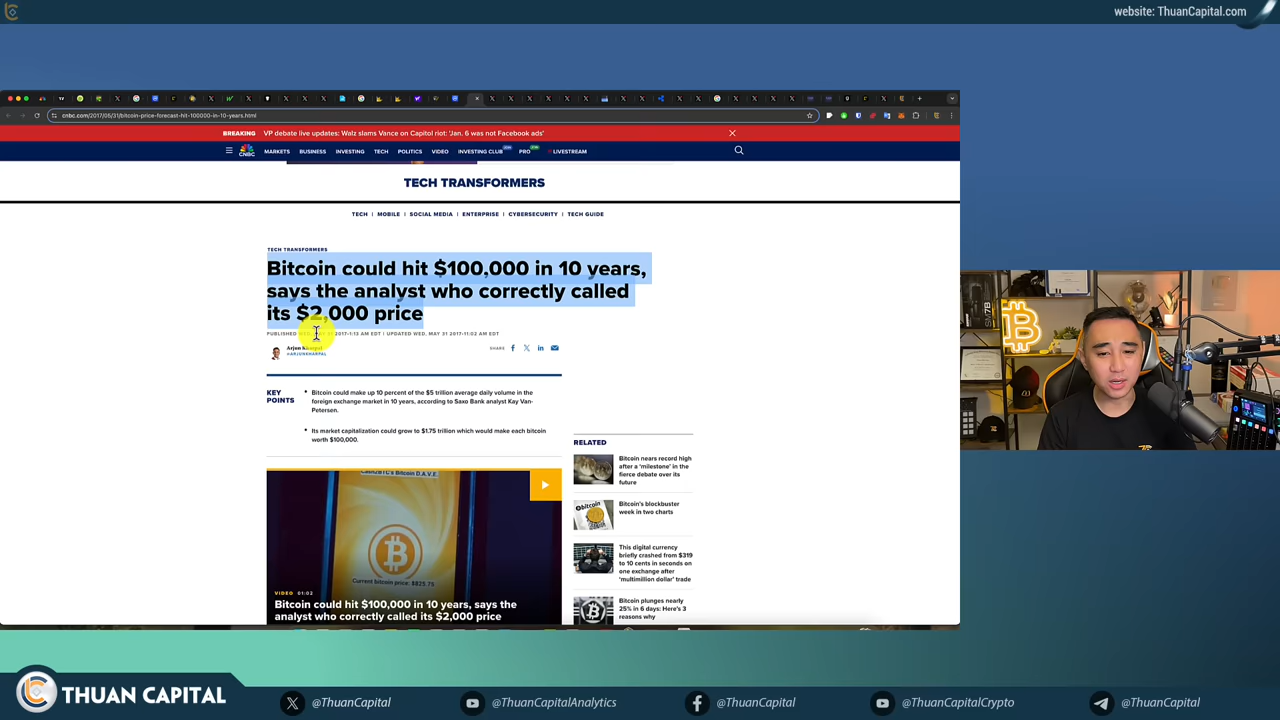 website: ThuanCapital.com
cnbc.com/2017/05/31/bitcoin-price-forecast-hit-100000-in-10-years.html
BREAKING VP debate live updates: Walz slams Vance on Capitol riot: 'Jan. 6 was not Facebook ads'
CNBC MARKETS BUSINESS INVESTING TECH POLITICS VIDEO INVESTING CLUB PRO LIVESTREAM
TECH TRANSFORMERS
TECH | MOBILE | SOCIAL MEDIA | ENTERPRISE | CYBERSECURITY | TECH GUIDE
TECH TRANSFORMERS
Bitcoin could hit $100,000 in 10 years,
says the analyst who correctly called
its $2,000 price
PUBLISHED 2017-1:13 AM EDT | UPDATED WED, MAY 31 2017-11:02 AM EDT
Arjun Kharpal
@ARJUNKHARPAL
SHARE
KEY
POINTS
Bitcoin could make up 10 percent of the $5 trillion average daily volume in the
foreign exchange market in 10 years, according to Saxo Bank analyst Kay Van-
Petersen.
Its market capitalization could grow to $1.75 trillion which would make each bitcoin
worth $100,000.
RELATED
Bitcoin nears record high
after a 'milestone' in the
fierce debate over its
future
Bitcoin's blockbuster
week in two charts
This digital currency
briefly crashed from $319
to 10 cents in seconds on
one exchange after
'multimillion dollar' trade
Bitcoin plunges nearly
25% in 6 days: Here's 3
reasons why
bitcoin
Current bitcoin price: $825.75
VIDEO 01:02
Bitcoin could hit $100,000 in 10 years, says the
analyst who correctly called its $2,000 price
SM7B
THUAN CAPITAL
@ThuanCapital
@ThuanCapitalAnalytics
@ThuanCapital
@ThuanCapitalCrypto
@ThuanCapital